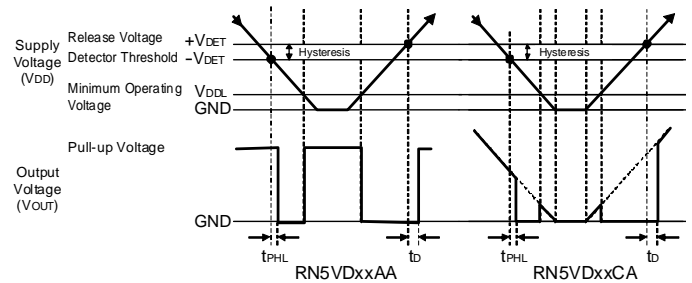 Supply
Voltage
(VDD)
Release Voltage
+VDET
Detector Threshold
−VDET
Hysteresis
Hysteresis
Minimum Operating
Voltage
VDDL
GND
Pull-up Voltage
Output
Voltage
(VOUT)
GND
tPHL
tD
tPHL
tD
RN5VDxxAA
RN5VDxxCA